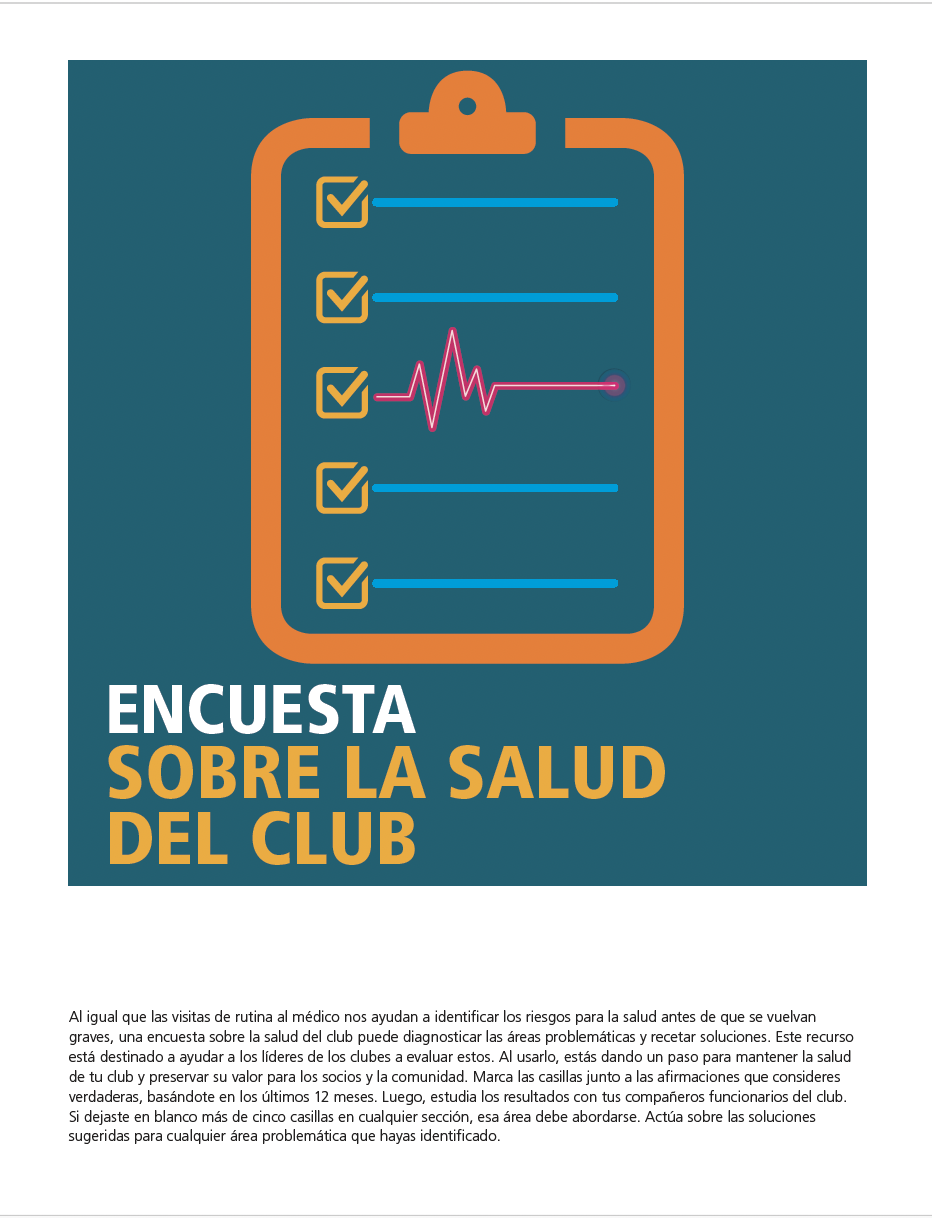 ENCUESTA
SOBRE LA SALUD
DEL CLUB
Al igual que las visitas de rutina al médico nos ayudan a identificar los riesgos para la salud antes de que se vuelvan
graves, una encuesta sobre la salud del club puede diagnosticar las áreas problemáticas y recetar soluciones. Este recurso
está destinado a ayudar a los líderes de los clubes a evaluar estos. Al usarlo, estás dando un paso para mantener la salud
de tu club y preservar su valor para los socios y la comunidad. Marca las casillas junto a las afirmaciones que consideres
verdaderas, basándote en los últimos 12 meses. Luego, estudia los resultados con tus compañeros funcionarios del club.
Si dejaste en blanco más de cinco casillas en cualquier sección, esa área debe abordarse. Actúa sobre las soluciones
sugeridas para cualquier área problemática que hayas identificado.